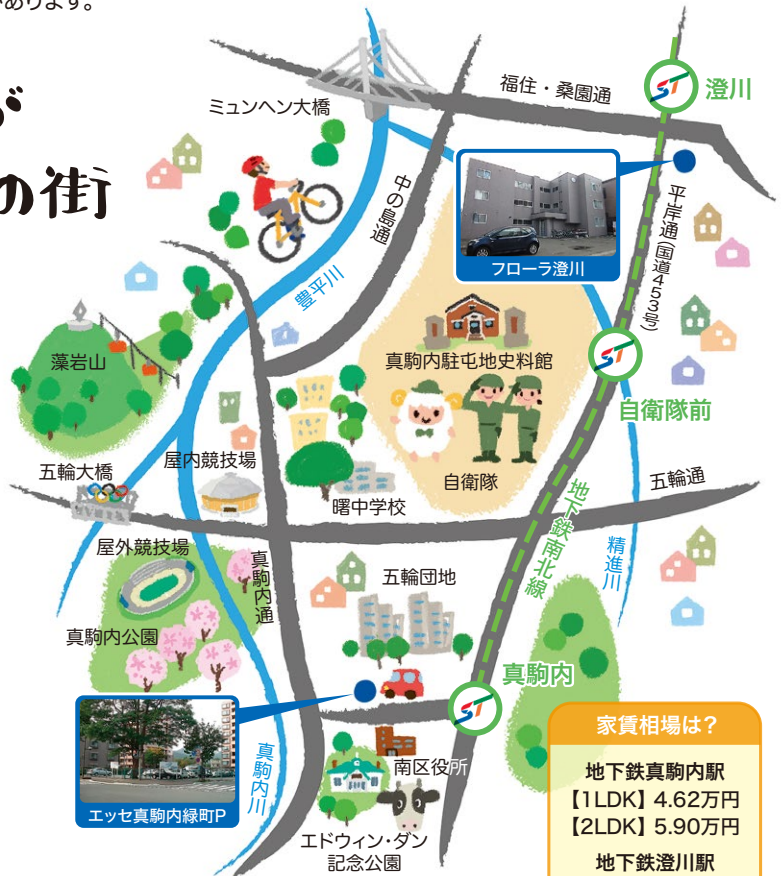 があります。
が
の街
ミュンヘン大橋
福住・桑園通
澄川
中の島通
フローラ澄川
平岸通(国道453号)
豊平川
藻岩山
真駒内駐屯地史料館
自衛隊前
自衛隊
五輪大橋
屋内競技場
曙中学校
五輪通
地下鉄南北線
精進川
屋外競技場
真駒内通
五輪団地
真駒内公園
真駒内
エッセ真駒内緑町P
真駒内川
南区役所
エドウィン・ダン
記念公園
家賃相場は?
地下鉄真駒内駅
【1LDK】4.62万円
【2LDK】5.90万円
地下鉄澄川駅